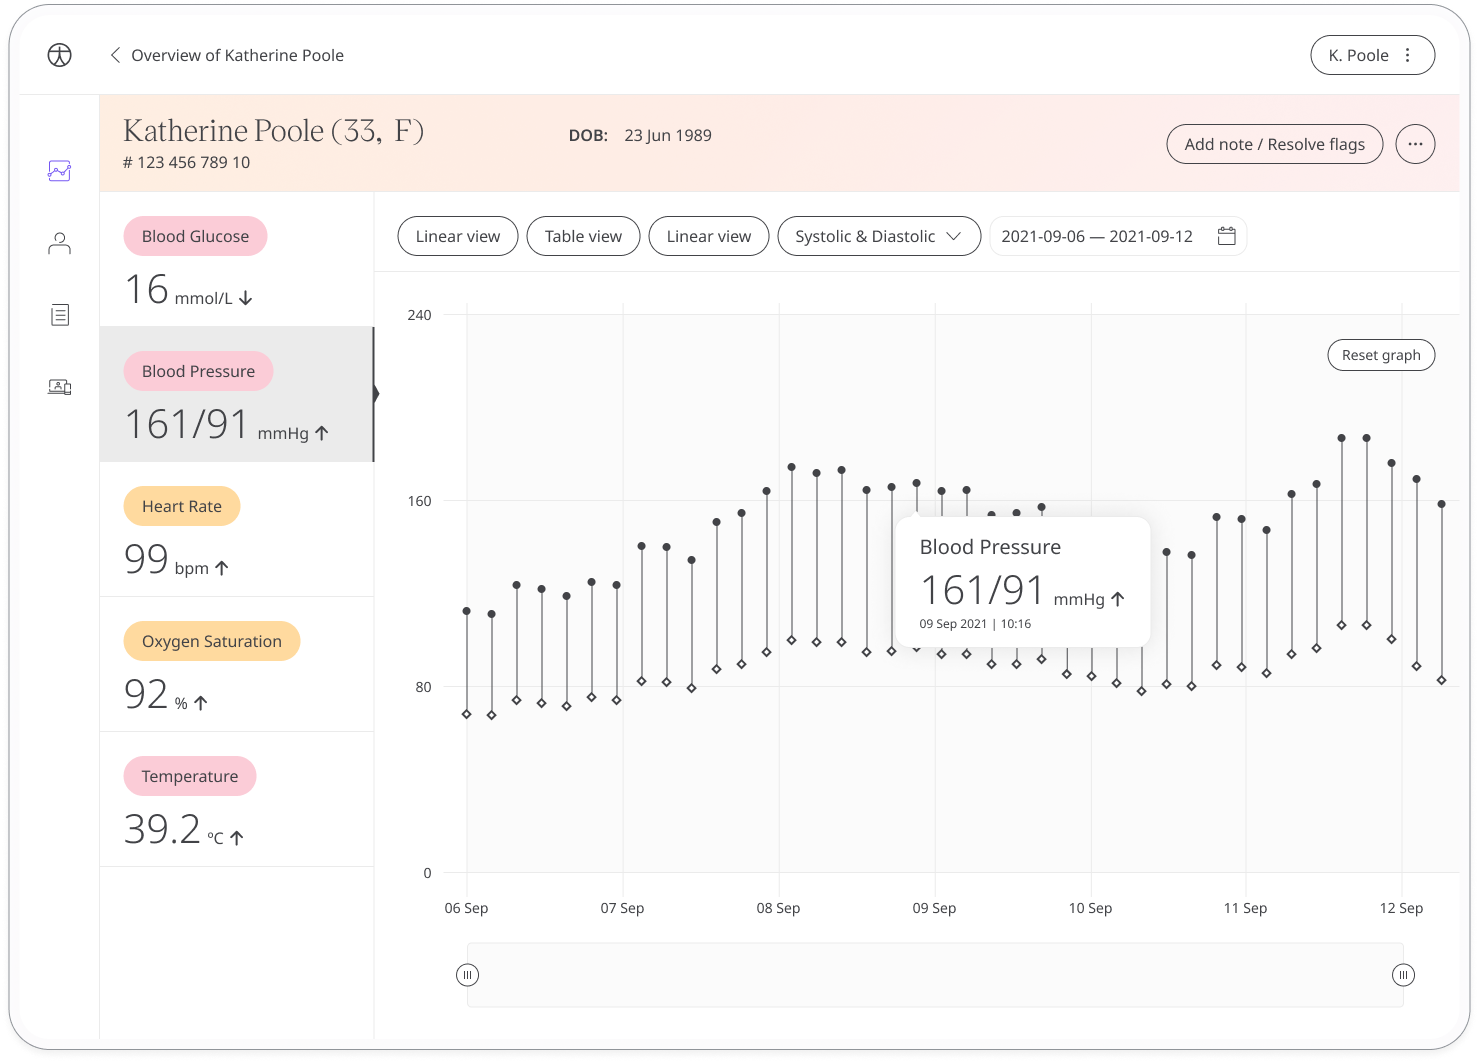 Overview of Katherine Poole
K. Poole
Katherine Poole (33, F)
# 123 456 789 10
DOB: 23 Jun 1989
Add note / Resolve flags
Blood Glucose
16 mmol/L ↓
Blood Pressure
161/91 mmHg ↑
Heart Rate
99 bpm ↑
Oxygen Saturation
92 % ↑
Temperature
39.2 °C ↑
Linear view
Table view
Linear view
Systolic & Diastolic
2021-09-06 — 2021-09-12
240
Reset graph
160
Blood Pressure
161/91 mmHg ↑
09 Sep 2021 | 10:16
80
0
06 Sep
07 Sep
08 Sep
09 Sep
10 Sep
11 Sep
12 Sep